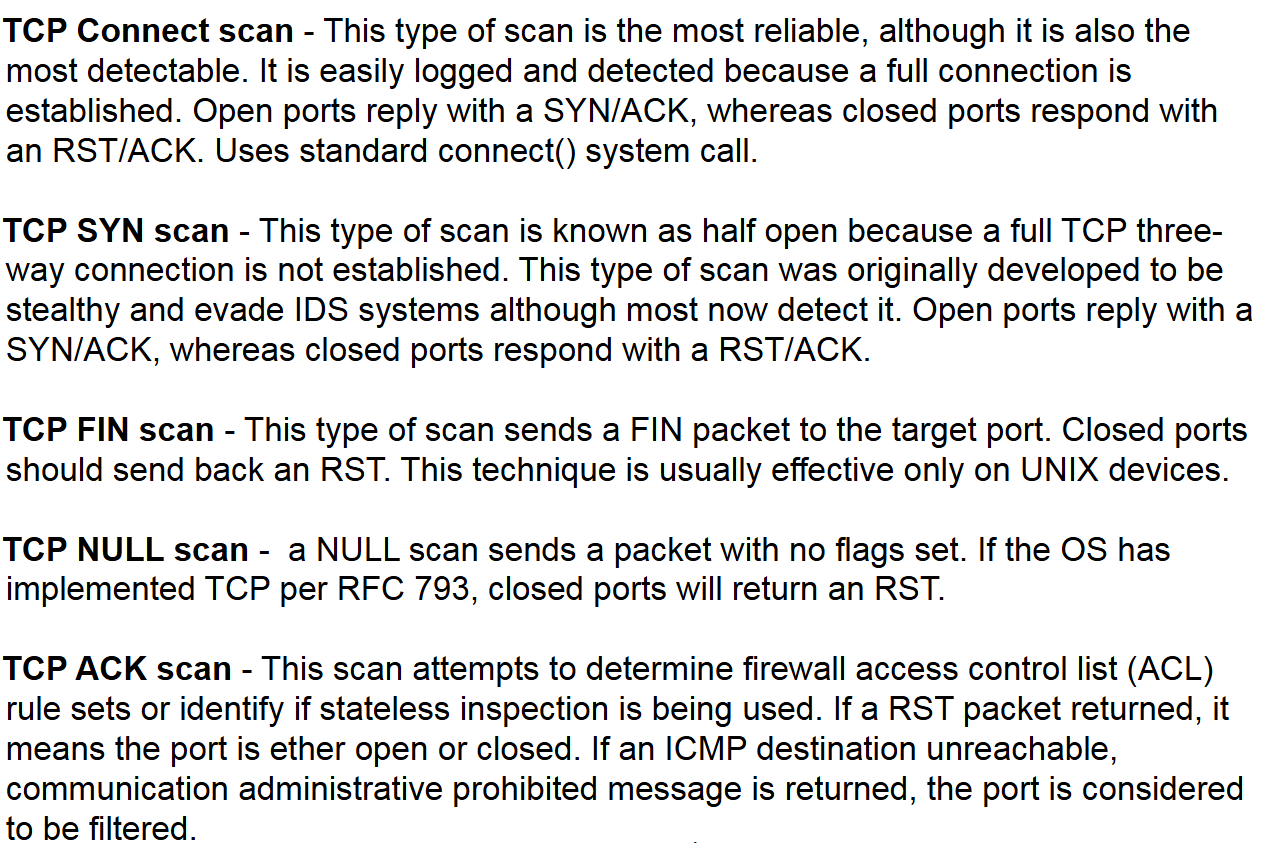 TCP Connect scan - This type of scan is the most reliable, although it is also the
most detectable. It is easily logged and detected because a full connection is
established. Open ports reply with a SYN/ACK, whereas closed ports respond with
an RST/ACK. Uses standard connect() system call.
TCP SYN scan - This type of scan is known as half open because a full TCP three-
way connection is not established. This type of scan was originally developed to be
stealthy and evade IDS systems although most now detect it. Open ports reply with a
SYN/ACK, whereas closed ports respond with a RST/ACK.
TCP FIN scan - This type of scan sends a FIN packet to the target port. Closed ports
should send back an RST. This technique is usually effective only on UNIX devices.
TCP NULL scan -  a NULL scan sends a packet with no flags set. If the OS has
implemented TCP per RFC 793, closed ports will return an RST.
TCP ACK scan - This scan attempts to determine firewall access control list (ACL)
rule sets or identify if stateless inspection is being used. If a RST packet returned, it
means the port is ether open or closed. If an ICMP destination unreachable,
communication administrative prohibited message is returned, the port is considered
to be filtered.